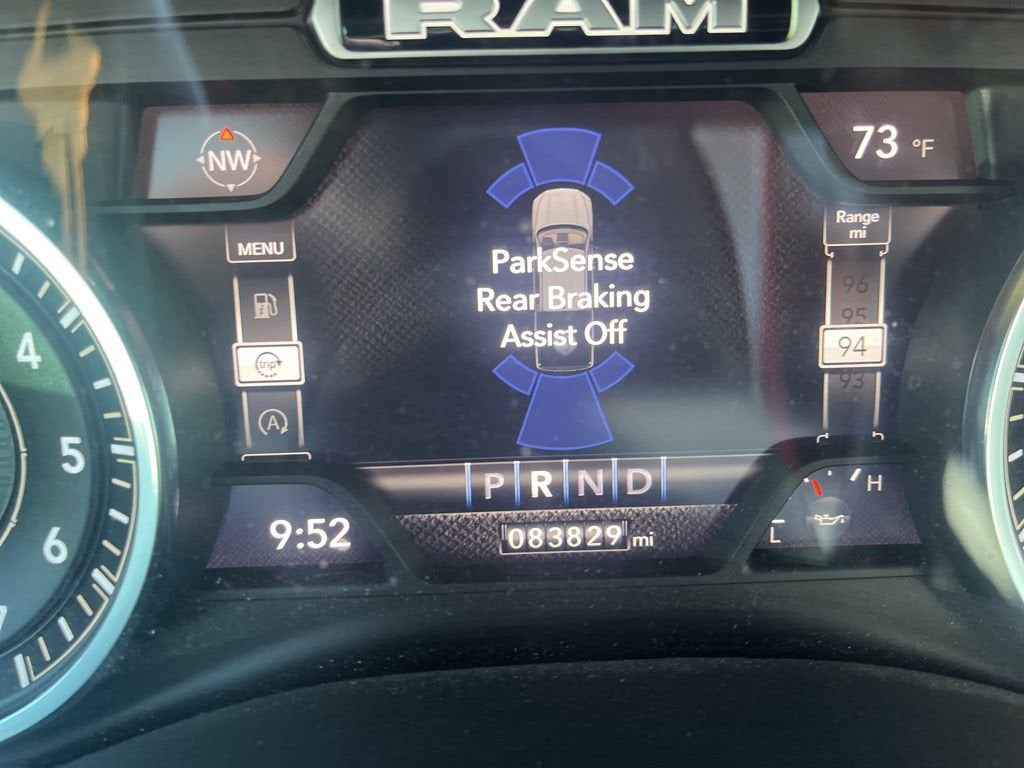 RAM
NW
73 °F
MENU
Range
mi
96
95
94
93
trip
A
ParkSense
Rear Braking
Assist Off
4
5
6
P R N D
9:52
083829 mi
L H